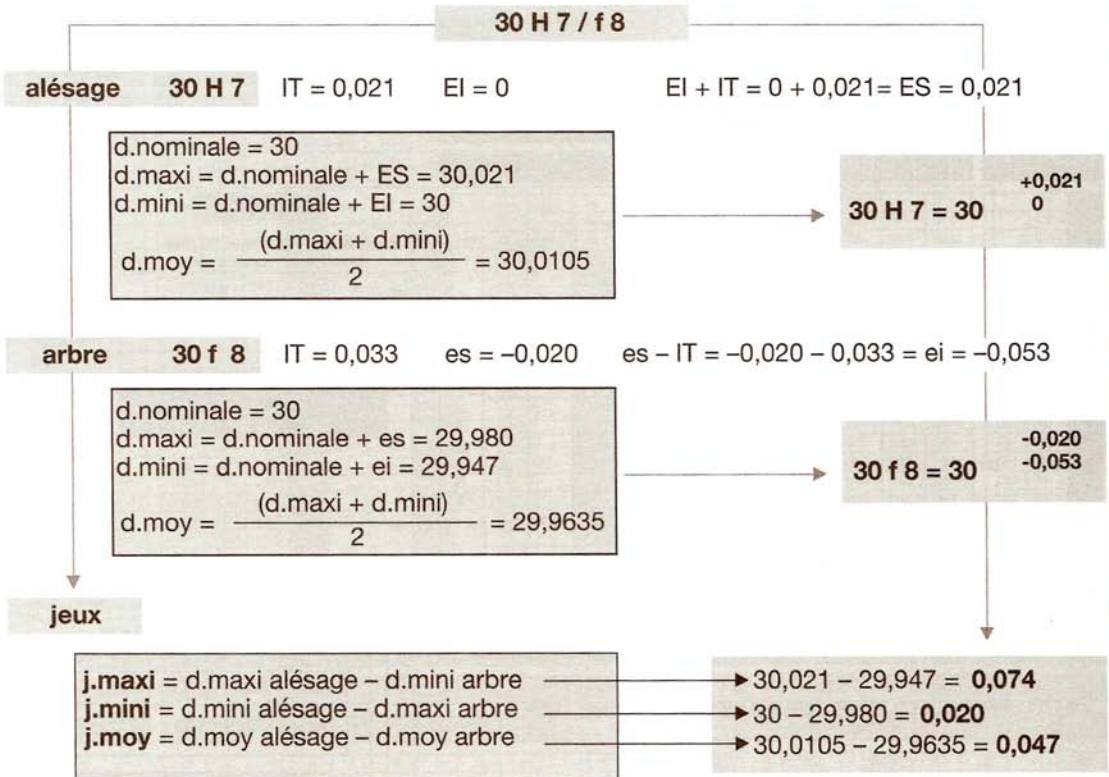 30 H 7 / f 8
alésage 30 H 7 IT = 0,021 EI = 0 EI + IT = 0 + 0,021= ES = 0,021
d.nominale = 30
d.maxi = d.nominale + ES = 30,021
d.mini = d.nominale + EI = 30
d.moy = (d.maxi + d.mini) / 2 = 30,0105
30 H 7 = 30 +0,021 0
arbre 30 f 8 IT = 0,033 es = –0,020 es – IT = –0,020 – 0,033 = ei = –0,053
d.nominale = 30
d.maxi = d.nominale + es = 29,980
d.mini = d.nominale + ei = 29,947
d.moy = (d.maxi + d.mini) / 2 = 29,9635
30 f 8 = 30 -0,020 -0,053
jeux
j.maxi = d.maxi alésage – d.mini arbre 30,021 – 29,947 = 0,074
j.mini = d.mini alésage – d.maxi arbre 30 – 29,980 = 0,020
j.moy = d.moy alésage – d.moy arbre 30,0105 – 29,9635 = 0,047